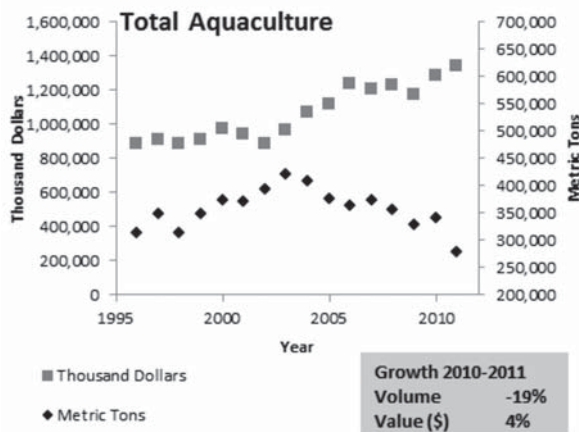 Total Aquaculture
1,600,000
1,400,000
1,200,000
1,000,000
800,000
600,000
400,000
200,000
0
Thousand Dollars
700,000
650,000
600,000
550,000
500,000
450,000
400,000
350,000
300,000
250,000
200,000
Metric Tons
1995 2000 2005 2010
Year
Thousand Dollars
Metric Tons
Growth 2010-2011
Volume -19%
Value ($) 4%